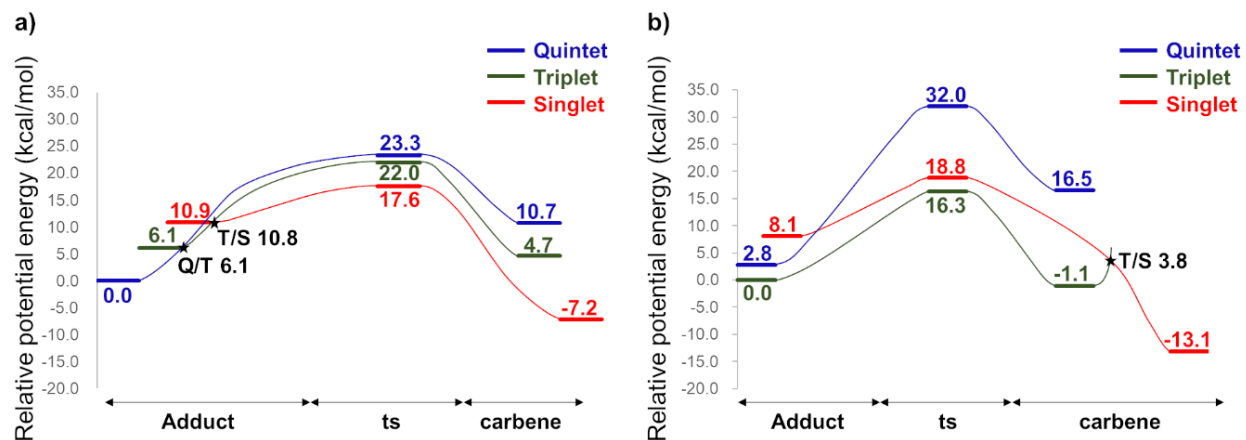 a)
Relative potential energy (kcal/mol)
Quintet
Triplet
Singlet
35.0
30.0
25.0
20.0
15.0
10.0
5.0
0.0
-5.0
-10.0
-15.0
-20.0
23.3
22.0
17.6
10.9
6.1
T/S 10.8
Q/T 6.1
0.0
10.7
4.7
-7.2
Adduct
ts
carbene
b)
Relative potential energy (kcal/mol)
Quintet
Triplet
Singlet
35.0
30.0
25.0
20.0
15.0
10.0
5.0
0.0
-5.0
-10.0
-15.0
-20.0
32.0
18.8
16.3
16.5
8.1
2.8
0.0
T/S 3.8
-1.1
-13.1
Adduct
ts
carbene